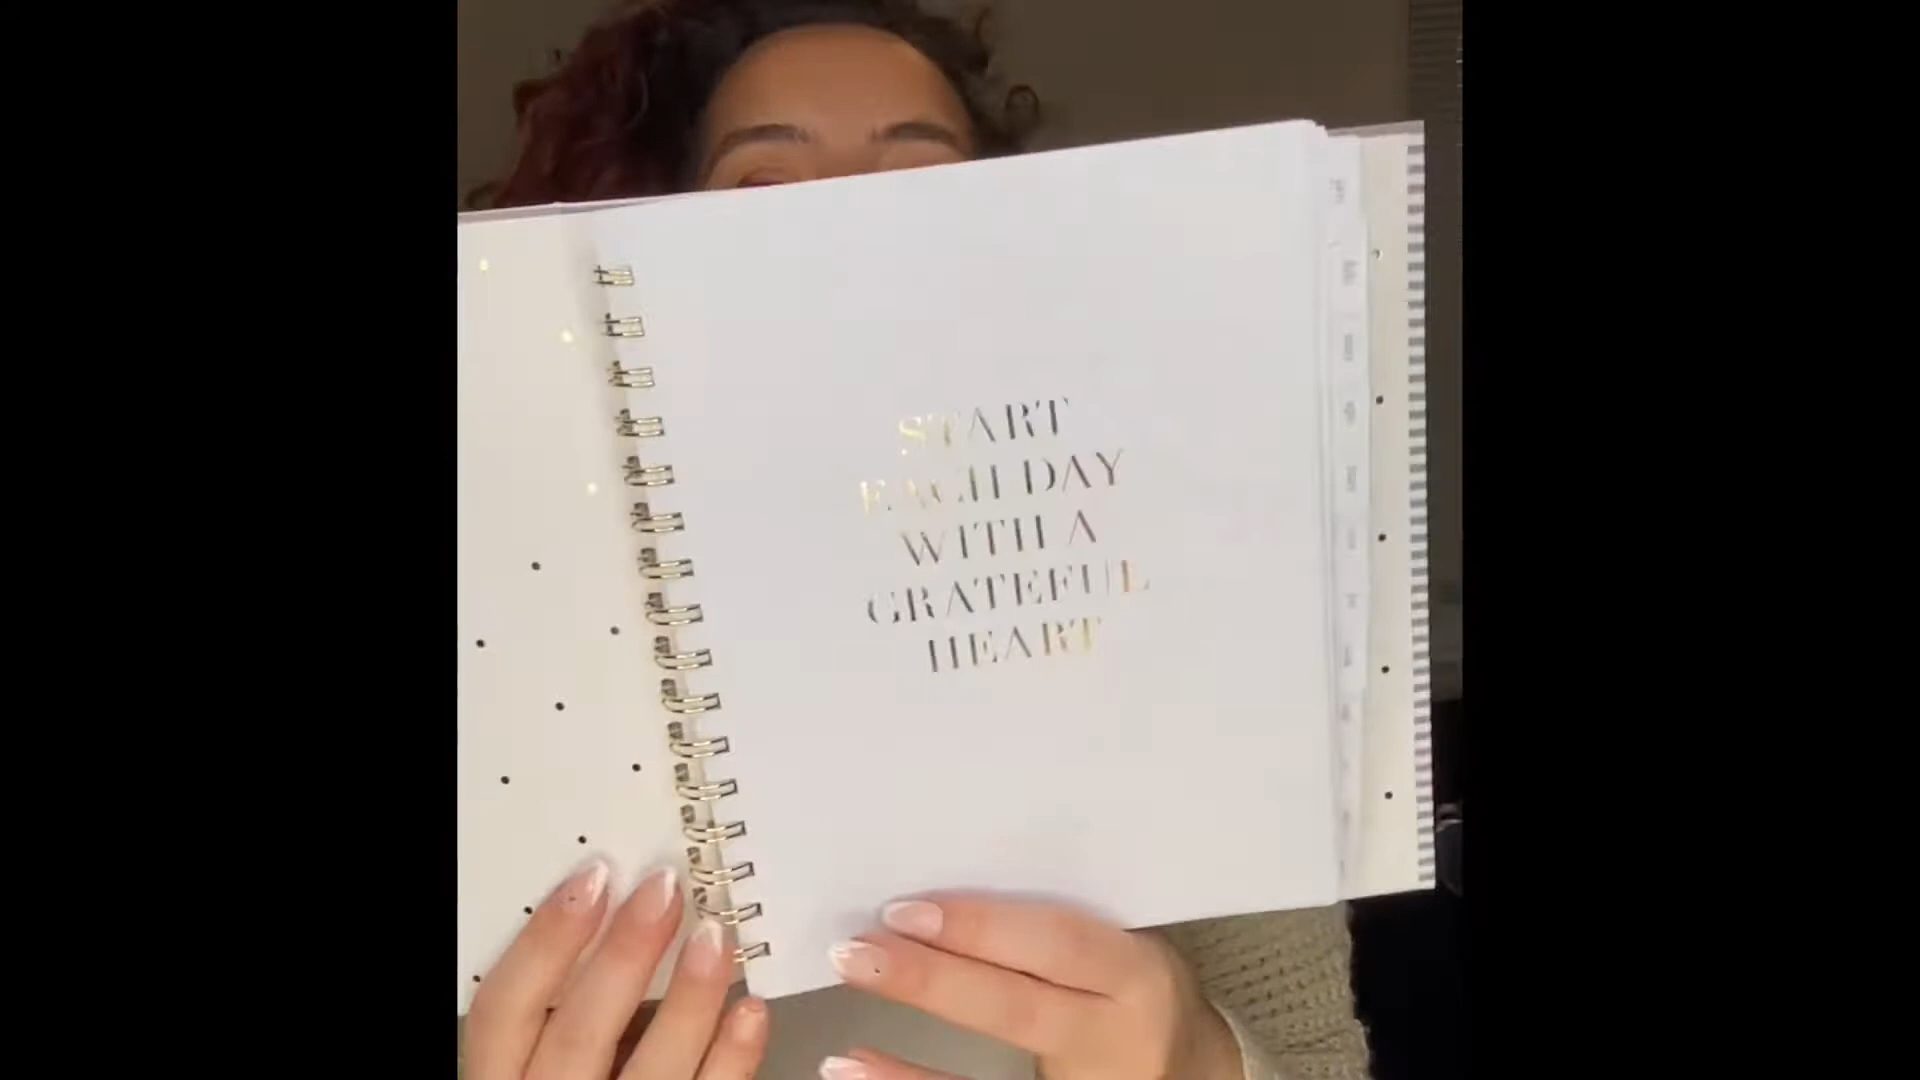 START
EACH DAY
WITH A
GRATEFUL
HEART